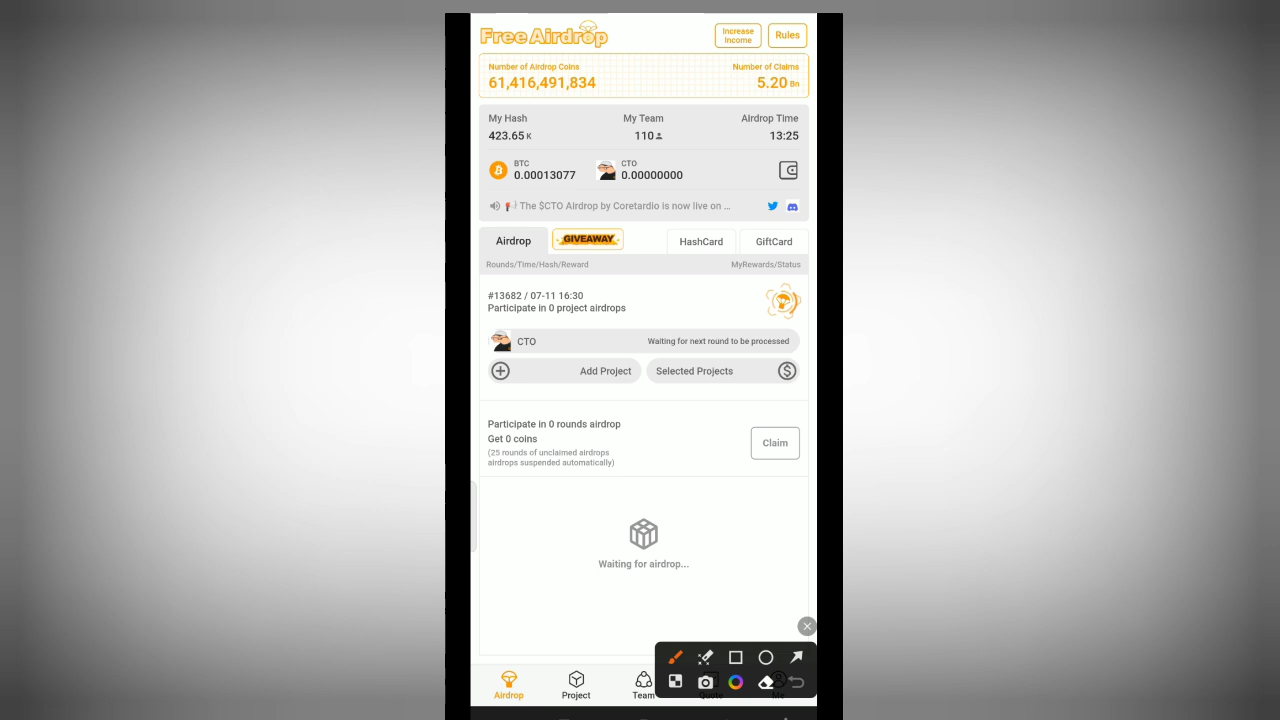 Free Airdrop
Increase Income
Rules
Number of Airdrop Coins
Number of Claims
61,416,491,834
5.20 Bn
My Hash
My Team
Airdrop Time
423.65 K
110
13:25
BTC
0.00013077
CTO
0.00000000
The $CTO Airdrop by Coretardio is now live on ...
Airdrop
GIVEAWAY
HashCard
GiftCard
Rounds/Time/Hash/Reward
MyRewards/Status
#13682 / 07-11 16:30
Participate in 0 project airdrops
CTO
Waiting for next round to be processed
Add Project
Selected Projects
Participate in 0 rounds airdrop
Get 0 coins
(25 rounds of unclaimed airdrops
airdrops suspended automatically)
Claim
Waiting for airdrop...
Airdrop
Project
Team
Quote
Me